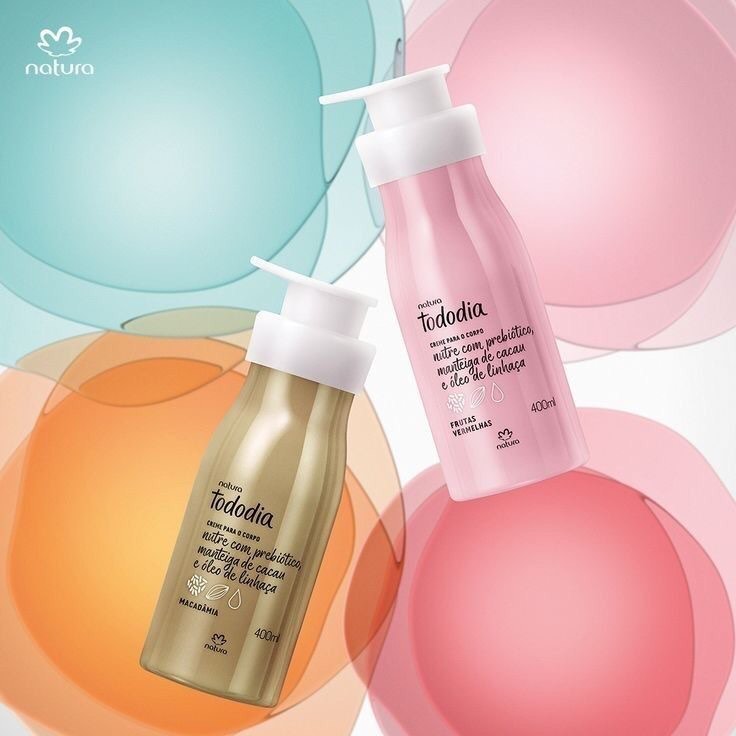 natura
natura
tododia
CREME PARA O CORPO
nutre com prebiótico,
manteiga de cacau
e óleo de linhaça
400ml
FRUTAS
VERMELHAS
natura
natura
tododia
CREME PARA O CORPO
nutre com prebiótico,
manteiga de cacau
e óleo de linhaça
MACADÂMIA
400ml
natura